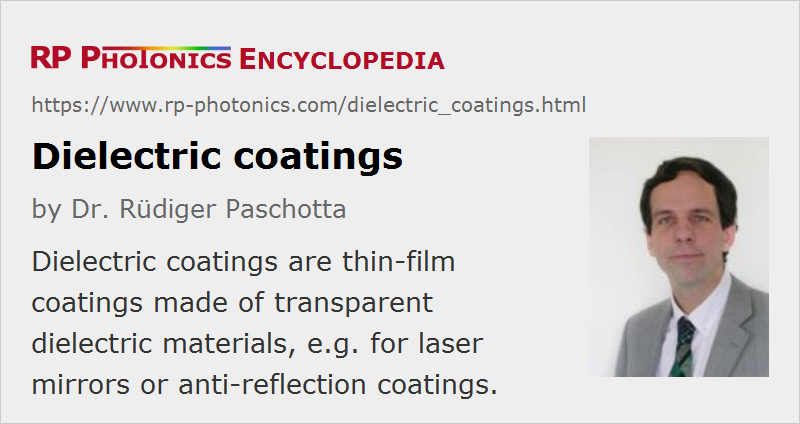 RP PHOTONICS ENCYCLOPEDIA
https://www.rp-photonics.com/dielectric_coatings.html
Dielectric coatings
by Dr. Rüdiger Paschotta
Dielectric coatings are thin-film
coatings made of transparent
dielectric materials, e.g. for laser
mirrors or anti-reflection coatings.